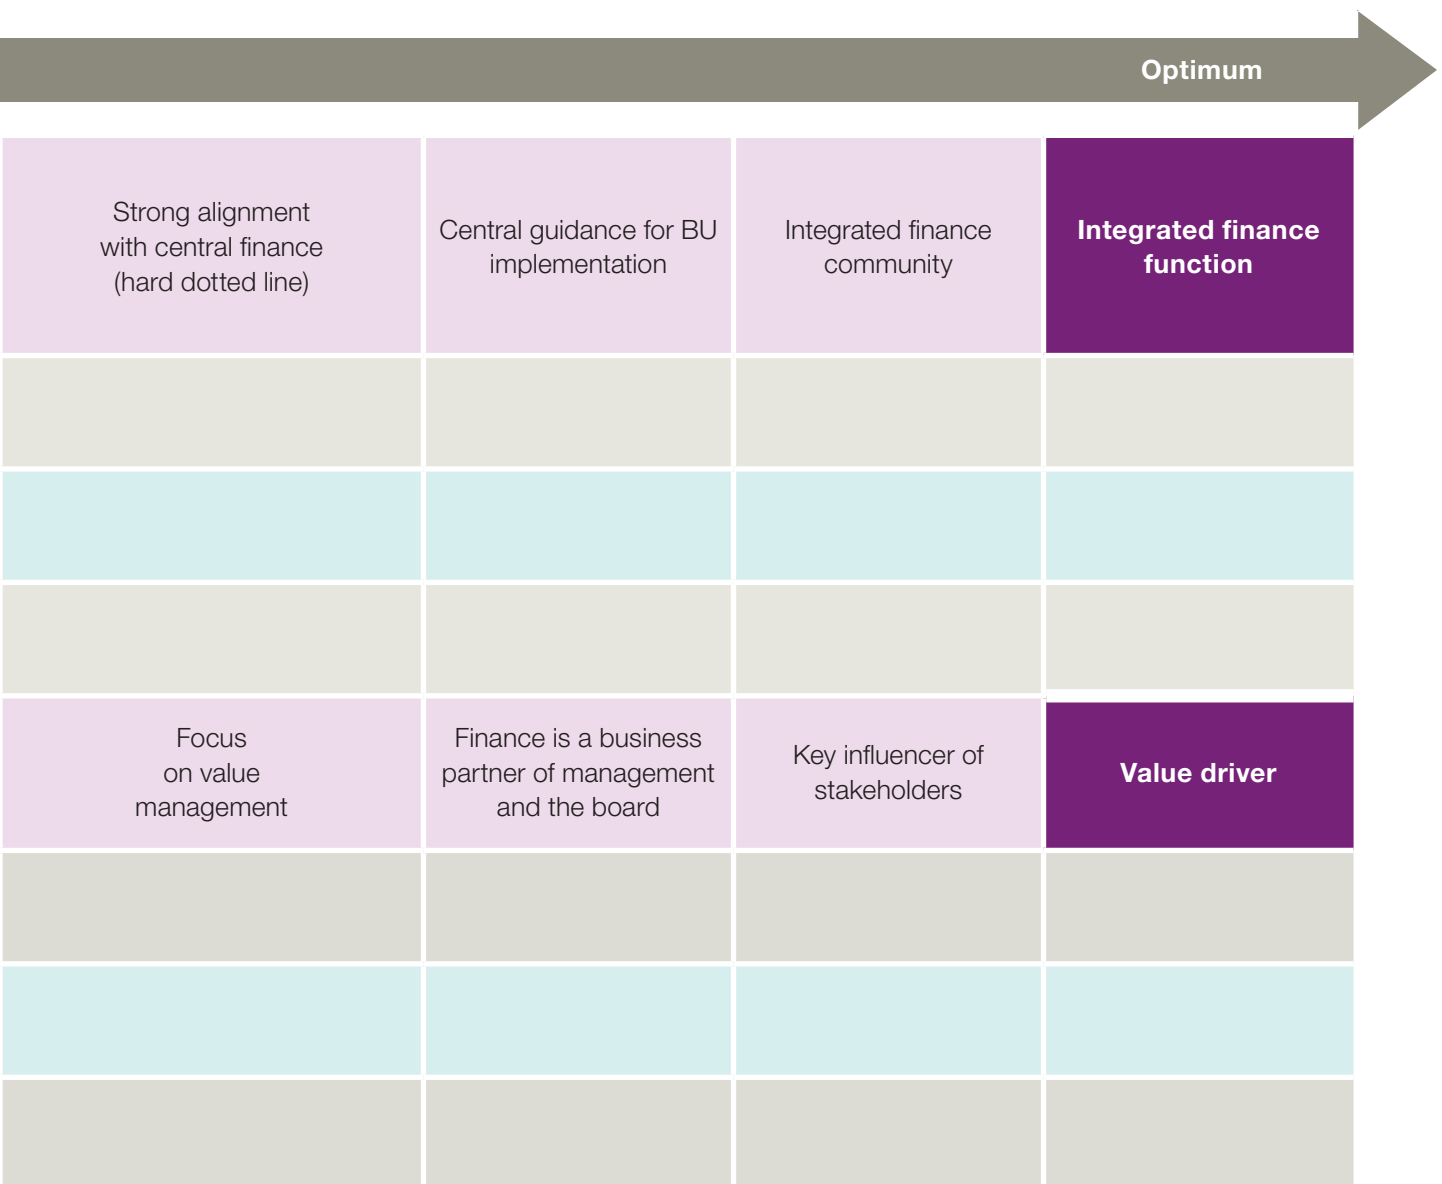 Optimum
Strong alignment
with central finance
(hard dotted line)
Central guidance for BU
implementation
Integrated finance
community
Integrated finance
function
Focus
on value
management
Finance is a business
partner of management
and the board
Key influencer of
stakeholders
Value driver